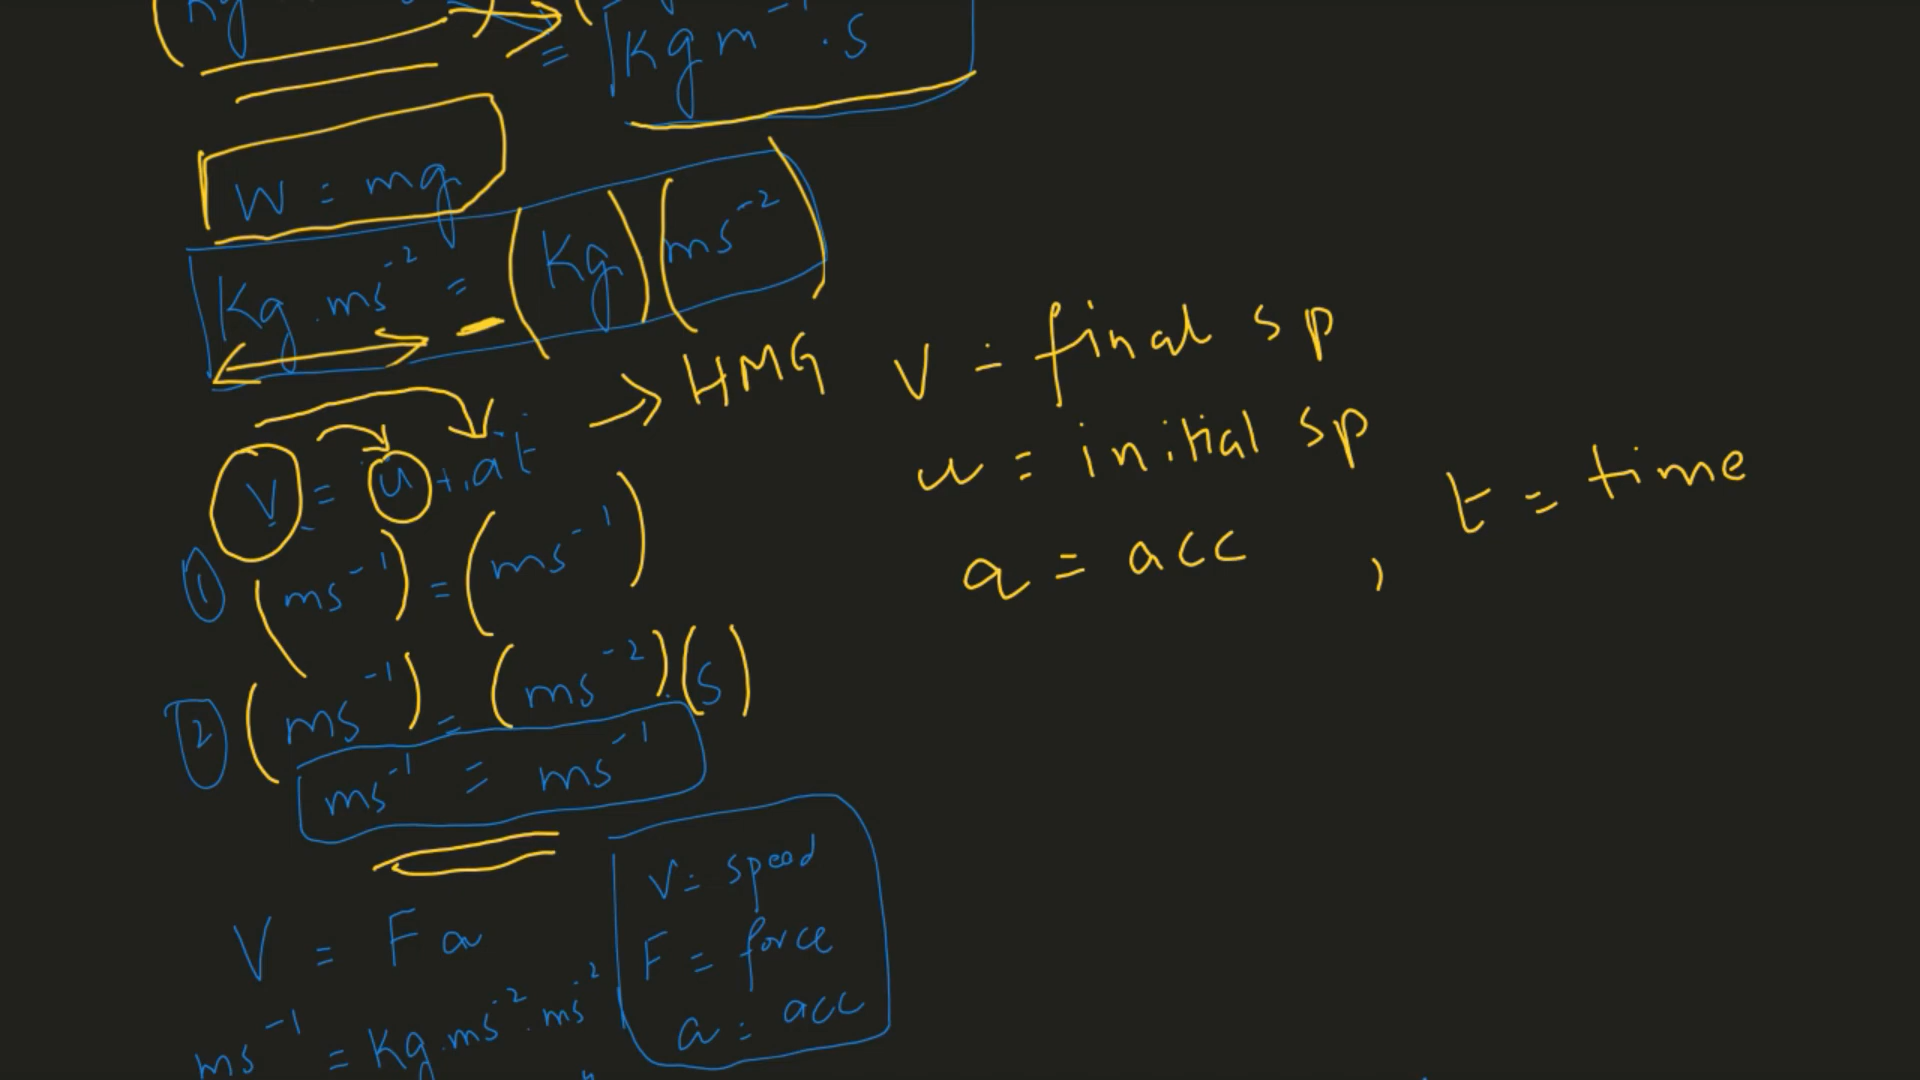 Kg
= Kgm⁻¹.s
W = mg
Kg.ms⁻² = (Kg)(ms⁻²)
→ HMG
V = final sp
V = u + at
u = initial sp
t = time
① (ms⁻¹) = (ms⁻¹)
a = acc ,
② (ms⁻¹) = (ms⁻²).(s)
ms⁻¹ = ms⁻¹
V = speed
V = Fa
F = force
ms⁻¹ = Kg.ms⁻².ms⁻²
a = acc